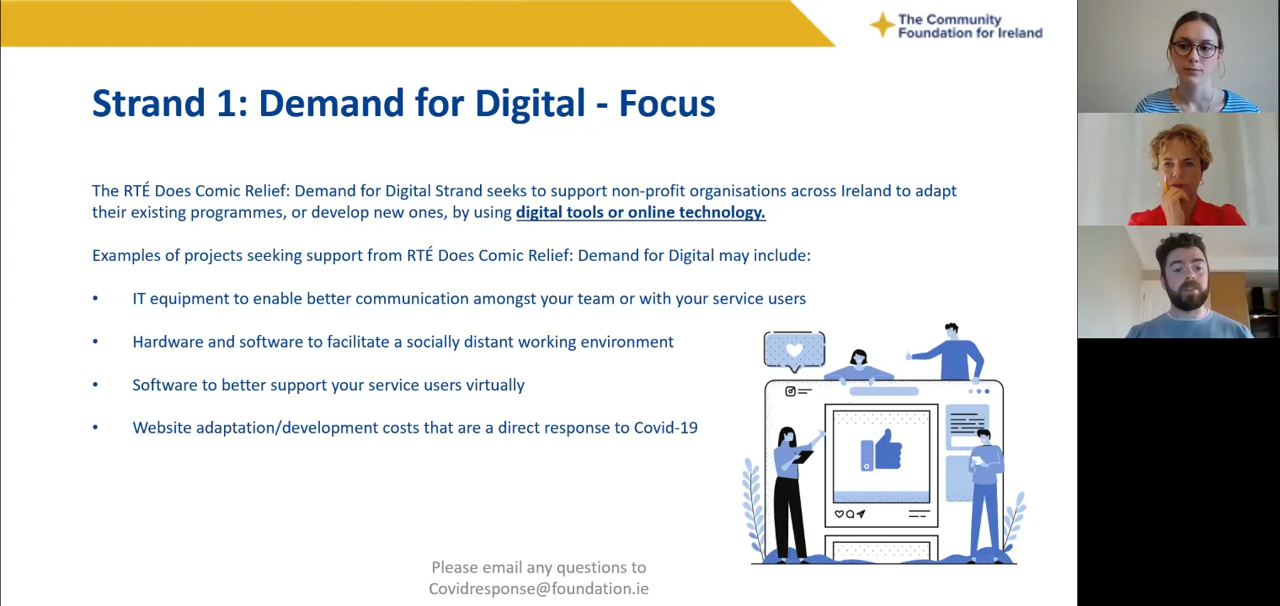 The Community
Foundation for Ireland
Strand 1: Demand for Digital - Focus
The RTÉ Does Comic Relief: Demand for Digital Strand seeks to support non-profit organisations across Ireland to adapt
their existing programmes, or develop new ones, by using digital tools or online technology.
Examples of projects seeking support from RTÉ Does Comic Relief: Demand for Digital may include:
• IT equipment to enable better communication amongst your team or with your service users
• Hardware and software to facilitate a socially distant working environment
• Software to better support your service users virtually
• Website adaptation/development costs that are a direct response to Covid-19
Please email any questions to
Covidresponse@foundation.ie